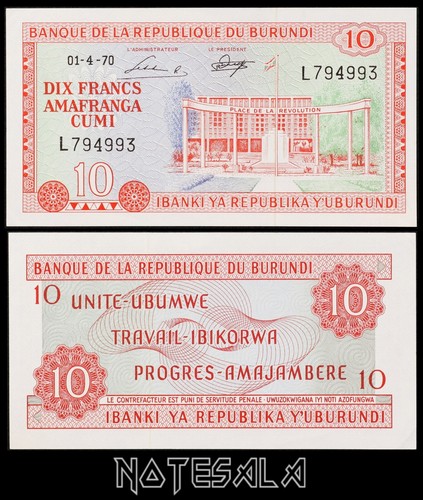 BANQUE DE LA REPUBLIQUE DU BURUNDI 10
L'ADMINISTRATEUR LE PRESIDENT
01-4-70
L794993
DIX FRANCS
AMAFRANGA
CUMI
PLACE DE LA REVOLUTION
L794993
10 IBANKI YA REPUBLIKA Y'UBURUNDI
BANQUE DE LA REPUBLIQUE DU BURUNDI
10 UNITE-UBUMWE 10
TRAVAIL-IBIKORWA
10 PROGRES-AMAJAMBERE 10
LE CONTREFACTEUR EST PUNI DE SERVITUDE PENALE - UWUZOKWIGANA IYI NOTI AZOFUNGWA
IBANKI YA REPUBLIKA Y'UBURUNDI
NOTESALA